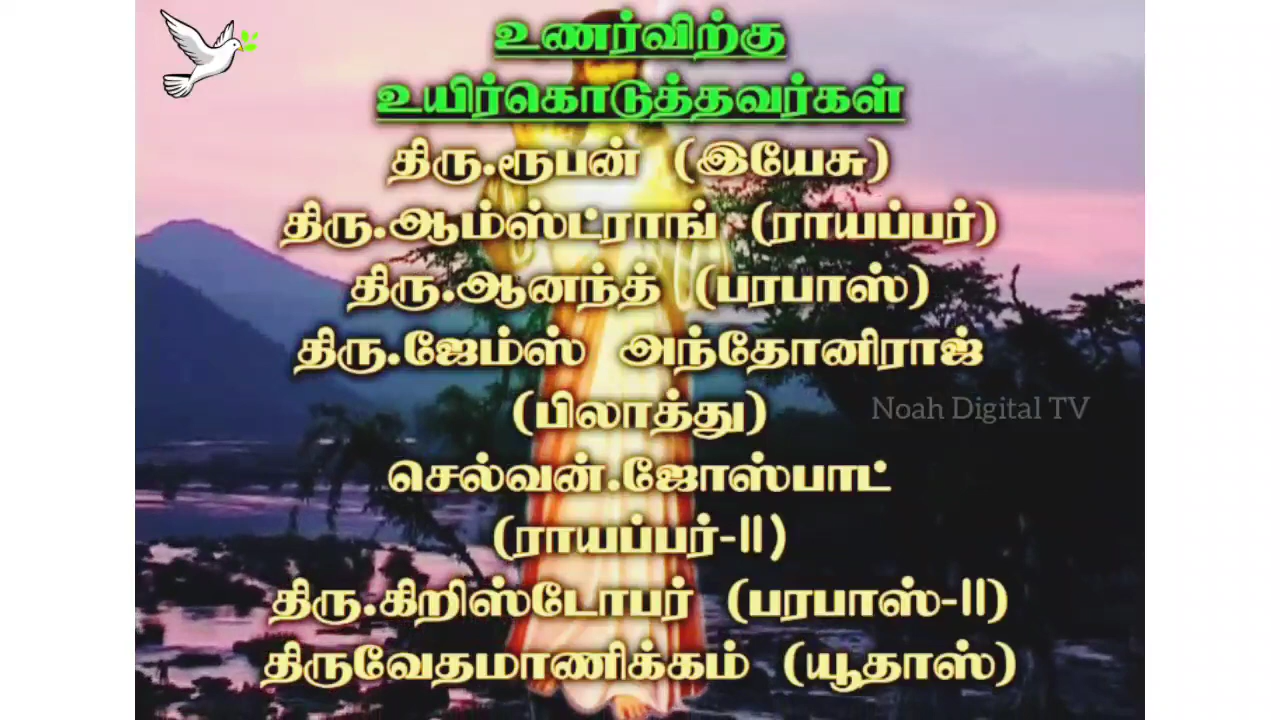 உணர்விற்கு
உயிர்கொடுத்தவர்கள்
திரு.ரூபன் (இயேசு)
திரு.ஆம்ஸ்ட்ராங் (ராயப்பர்)
திரு.ஆனந்த் (பரபாஸ்)
திரு.ஜேம்ஸ் அந்தோனிராஜ்
(பிலாத்து)
Noah Digital TV
செல்வன்.ஜோஸ்பாட்
(ராயப்பர்-II)
திரு.கிறிஸ்டோபர் (பரபாஸ்-II)
திருவேதமாணிக்கம் (யூதாஸ்)